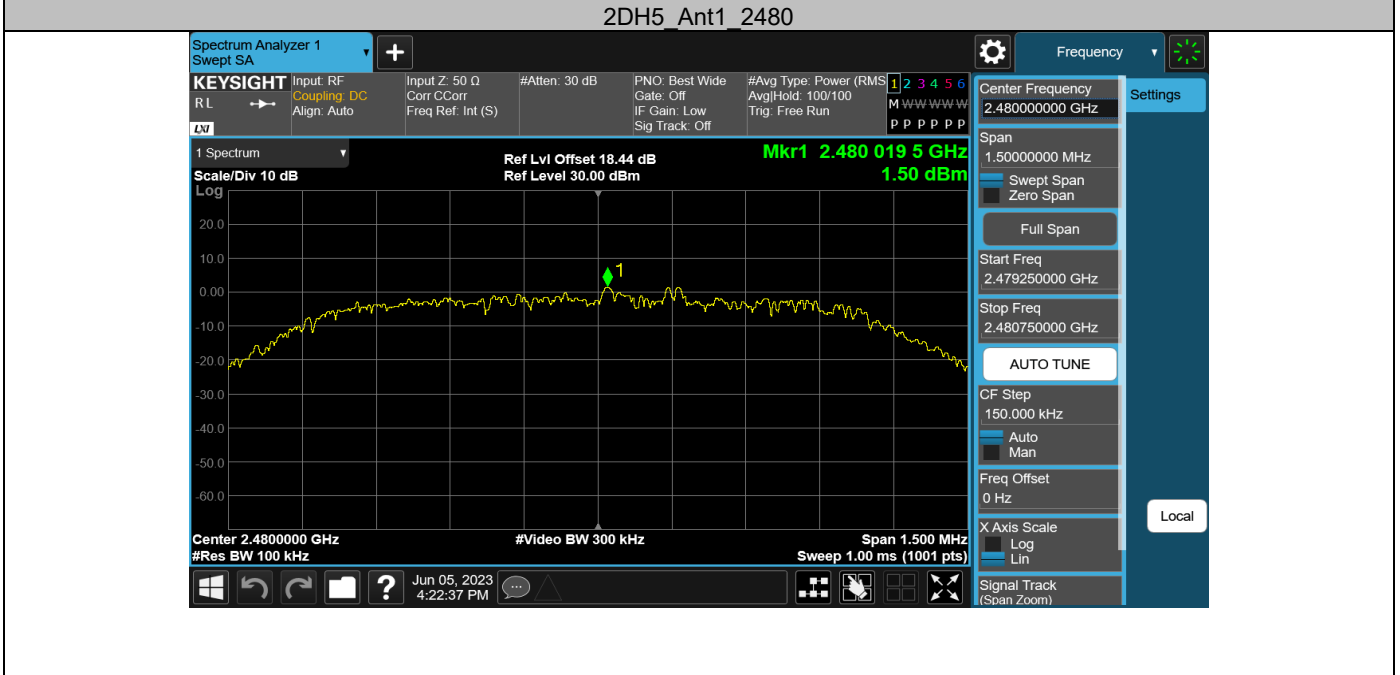 2DH5_Ant1_2480
Spectrum Analyzer 1
Swept SA
+
Frequency
KEYSIGHT
R L
LXI
Input: RF
Coupling: DC
Align: Auto
Input Z: 50 Ω
Corr CCorr
Freq Ref: Int (S)
#Atten: 30 dB
PNO: Best Wide
Gate: Off
IF Gain: Low
Sig Track: Off
#Avg Type: Power (RMS
Avg|Hold: 100/100
Trig: Free Run
1 2 3 4 5 6
M W W W W W
P P P P P P
1 Spectrum
Scale/Div 10 dB
Log
Ref Lvl Offset 18.44 dB
Ref Level 30.00 dBm
Mkr1 2.480 019 5 GHz
1.50 dBm
1
20.0
10.0
0.00
-10.0
-20.0
-30.0
-40.0
-50.0
-60.0
Center 2.4800000 GHz
#Res BW 100 kHz
#Video BW 300 kHz
Span 1.500 MHz
Sweep 1.00 ms (1001 pts)
?
Jun 05, 2023
4:22:37 PM
Center Frequency
2.480000000 GHz
Span
1.50000000 MHz
Swept Span
Zero Span
Full Span
Start Freq
2.479250000 GHz
Stop Freq
2.480750000 GHz
AUTO TUNE
CF Step
150.000 kHz
Auto
Man
Freq Offset
0 Hz
X Axis Scale
Log
Lin
Signal Track
(Span Zoom)
Settings
Local